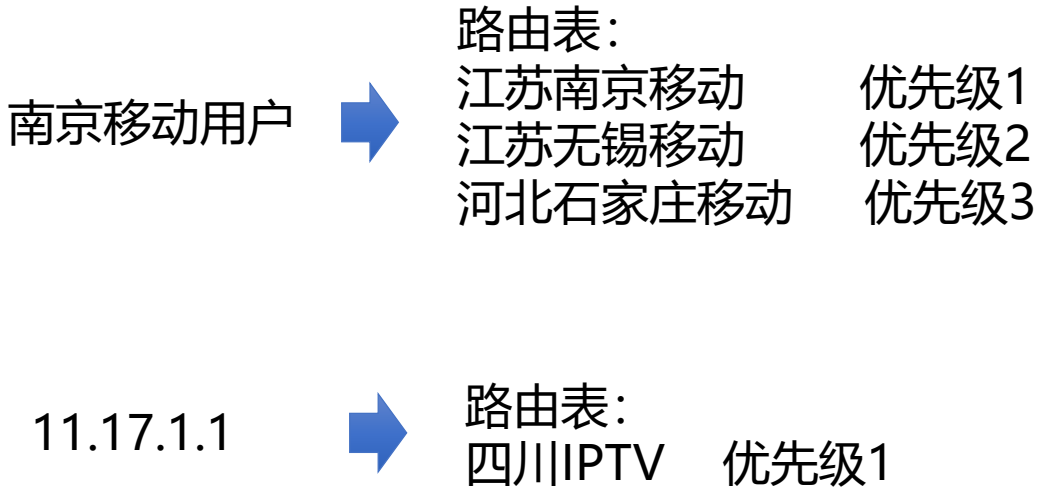 南京移动用户
路由表：
江苏南京移动 优先级1
江苏无锡移动 优先级2
河北石家庄移动 优先级3
11.17.1.1
路由表：
四川IPTV 优先级1